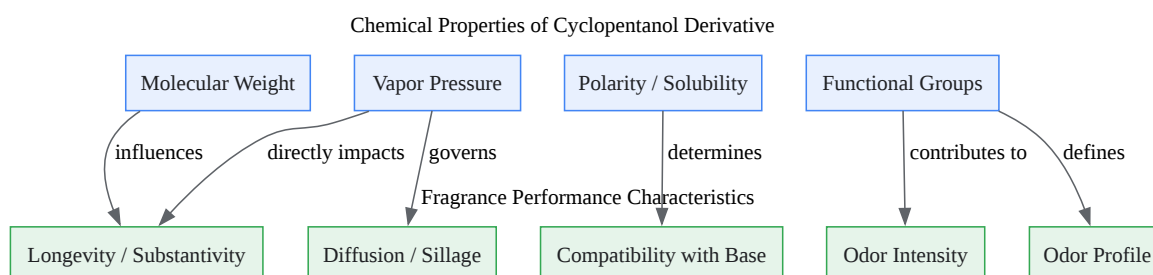 Chemical Properties of Cyclopentanol Derivative
Molecular Weight
Vapor Pressure
Polarity / Solubility
Functional Groups
influences
directly impacts
governs
determines
contributes to
defines
Fragrance Performance Characteristics
Longevity / Substantivity
Diffusion / Sillage
Compatibility with Base
Odor Intensity
Odor Profile